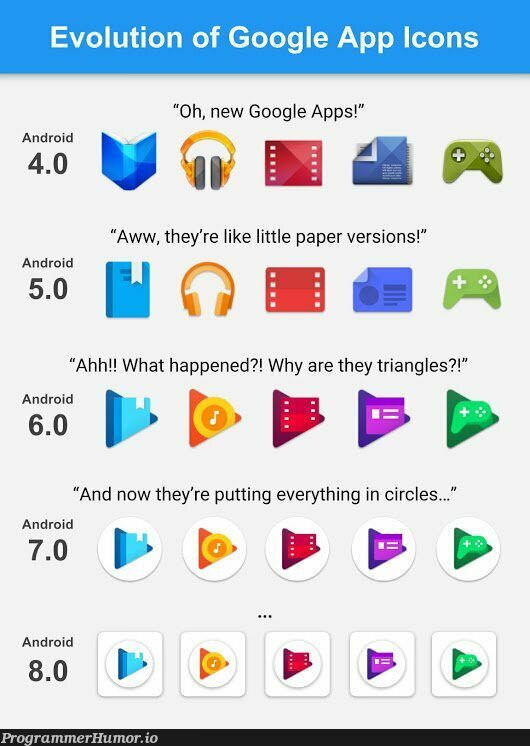 Evolution of Google App Icons
“Oh, new Google Apps!”
Android
4.0
“Aww, they’re like little paper versions!”
Android
5.0
“Ahh!! What happened?! Why are they triangles?!”
Android
6.0
“And now they’re putting everything in circles…”
Android
7.0
...
Android
8.0
ProgrammerHumor.io